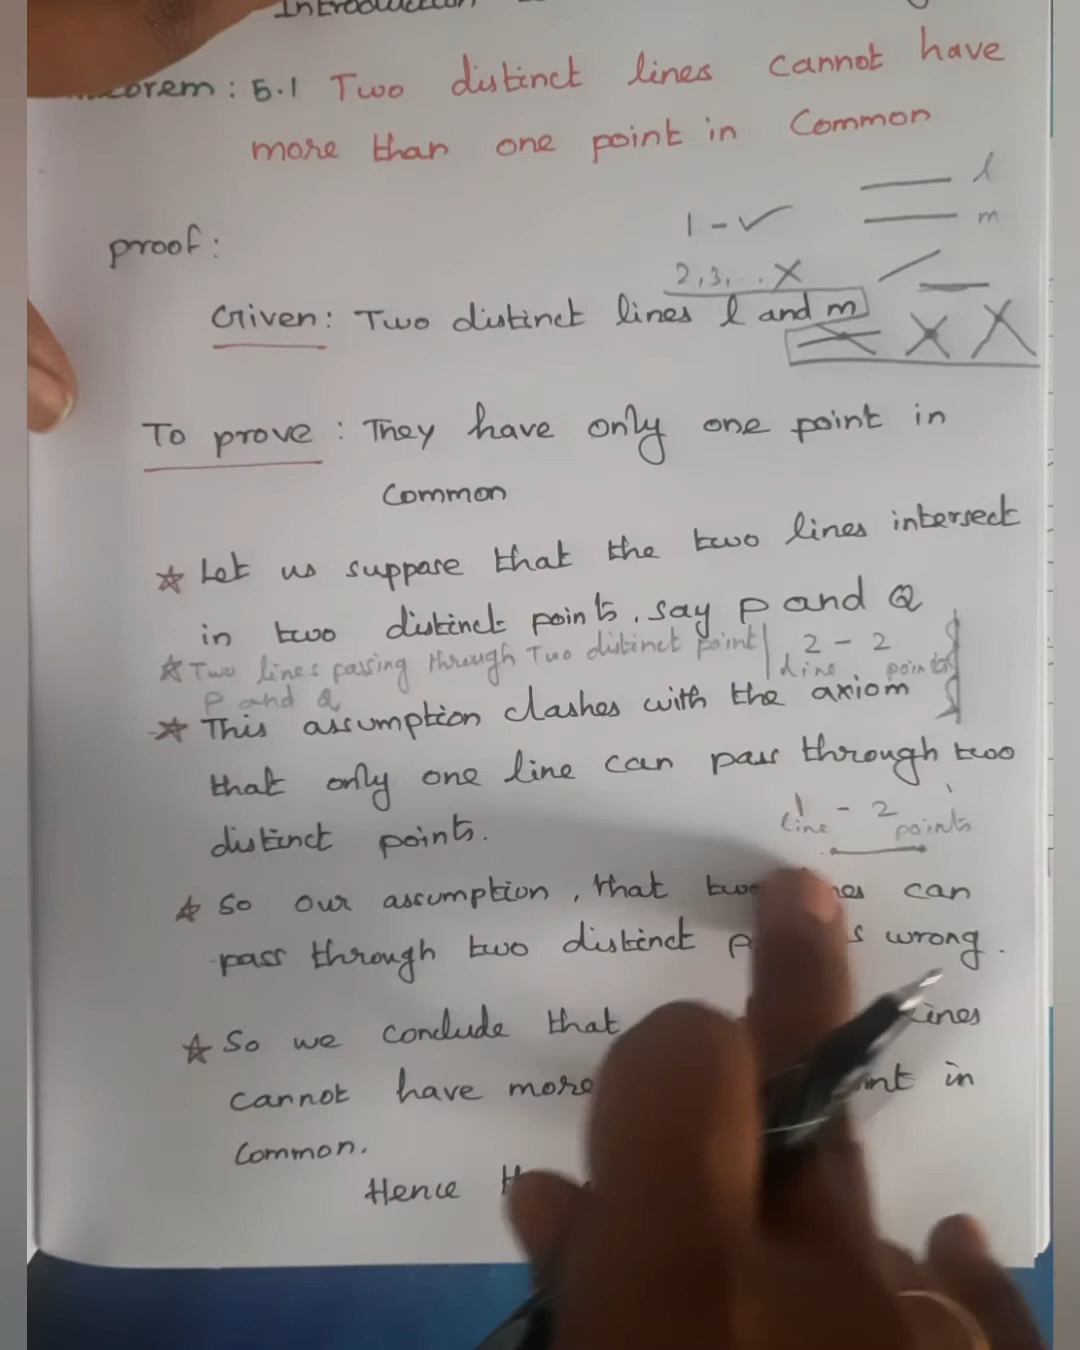 Introduction
orem: 5.1 Two distinct lines cannot have
more than one point in Common
l
m
1 - ✓
2,3,.. X
proof:
Given: Two distinct lines l and m
To prove: They have only one point in
Common
☆ Let us suppose that the two lines intersect
in two distinct points, say p and Q
☆ Two lines passing through Two distinct point
P and Q
2 - 2
line points
☆ This assumption clashes with the axiom
that only one line can pass through two
distinct points.
1 - 2
line points
☆ So our assumption, that two nes can
pass through two distinct p s wrong.
☆ So we conclude that ines
cannot have more int in
Common.
Hence